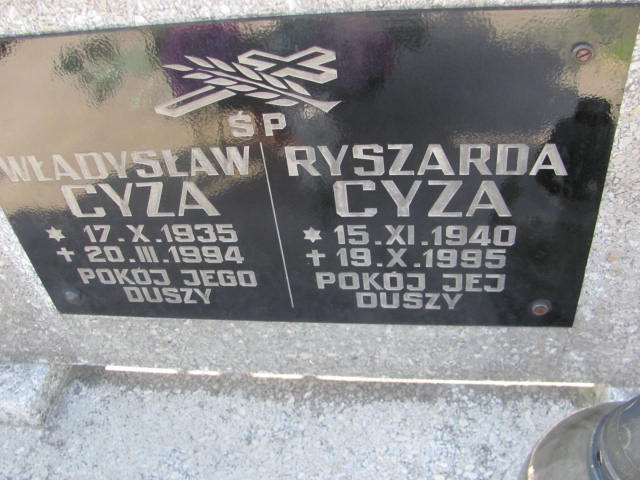 ŚP
WŁADYSŁAW
CYZA
* 17.X.1935
+ 20.III.1994
POKÓJ JEGO
DUSZY
RYSZARDA
CYZA
* 15.XI.1940
+ 19.X.1995
POKÓJ JEJ
DUSZY